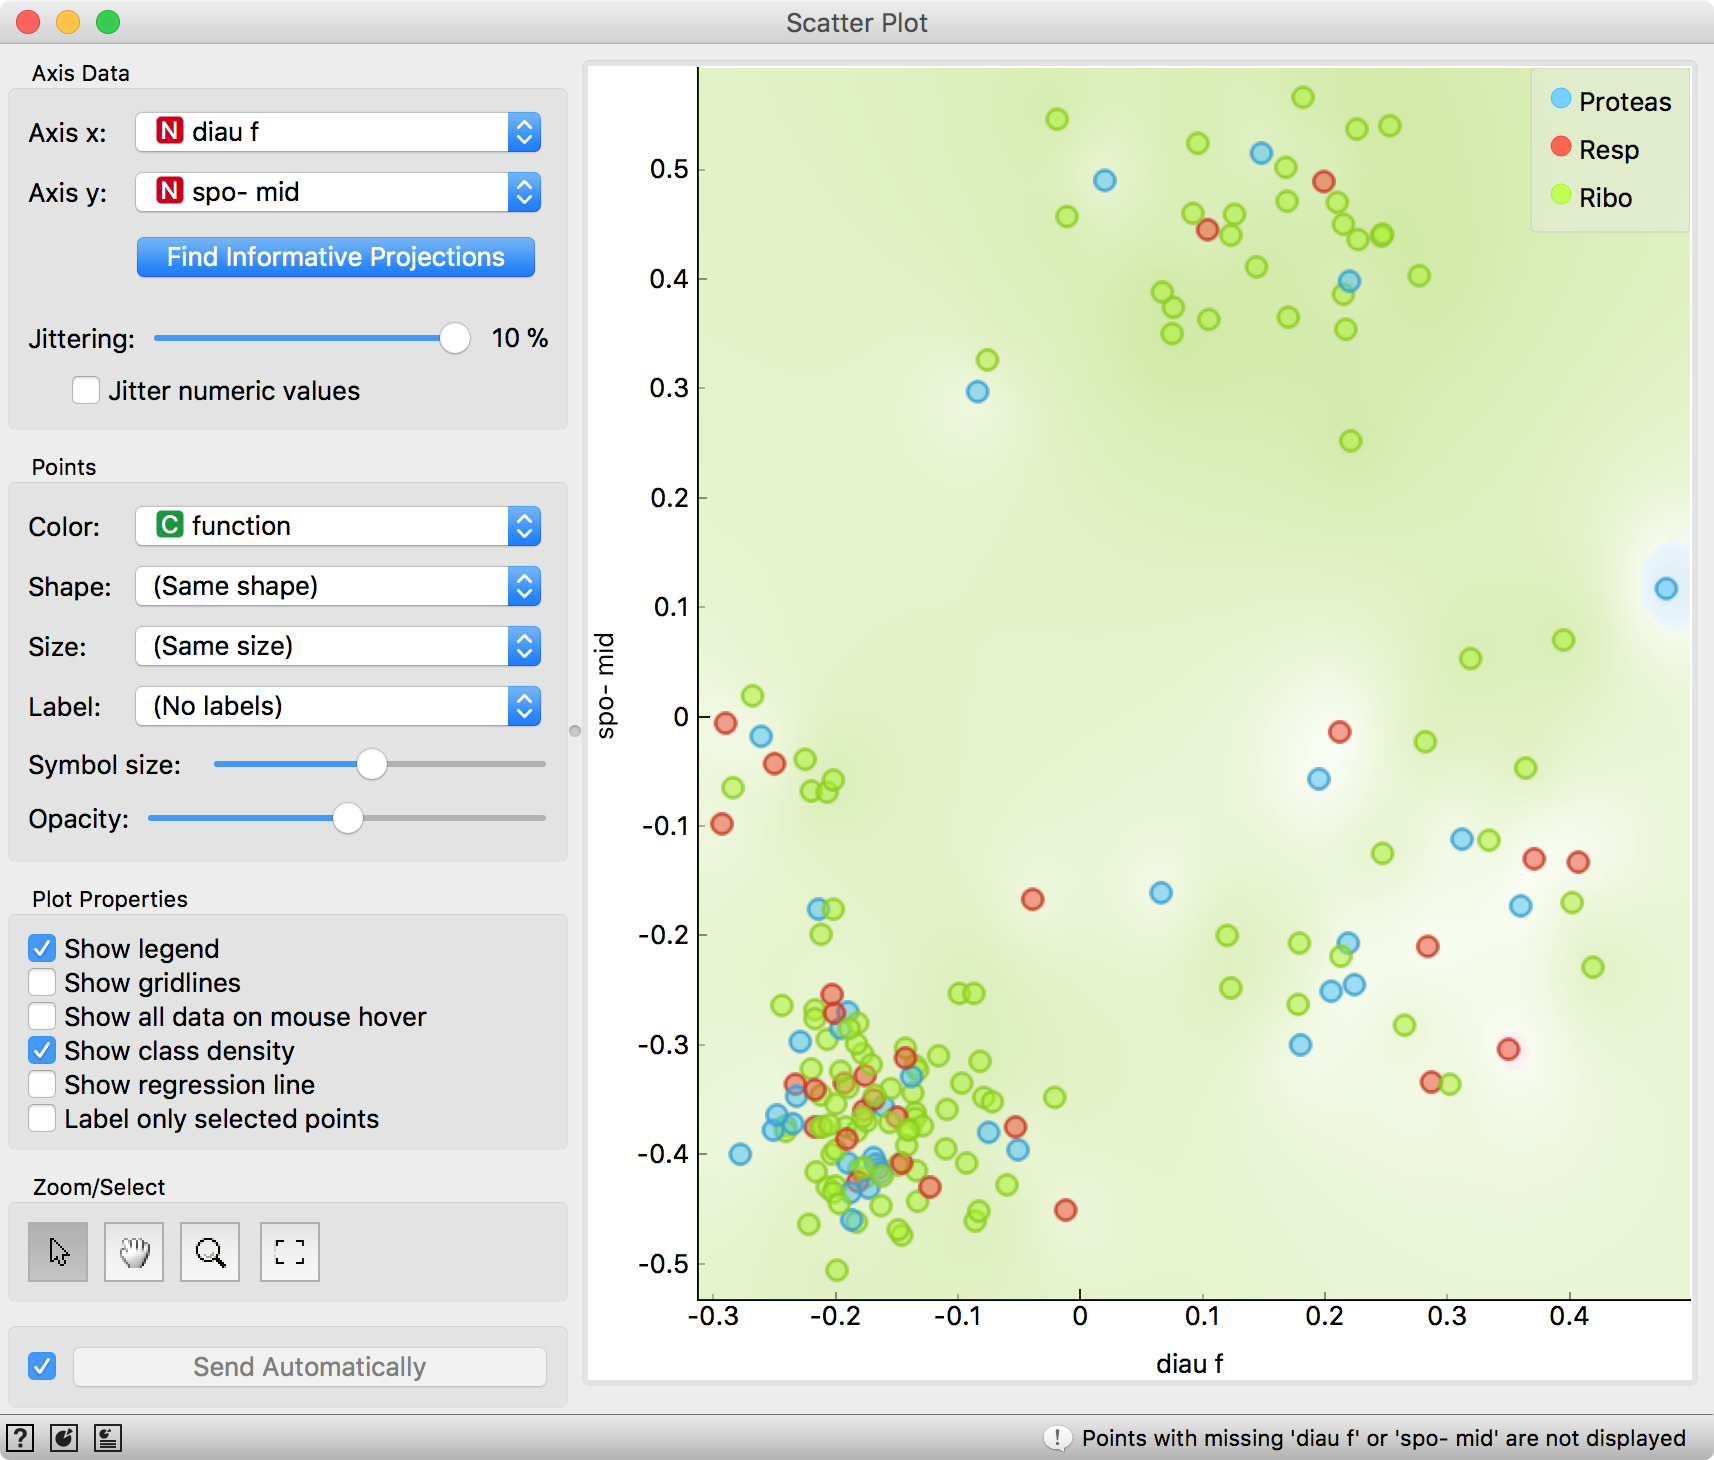 Scatter Plot
Axis Data
Axis x: N diau f
Axis y: N spo- mid
Find Informative Projections
Jittering: 10 %
Jitter numeric values
Points
Color: C function
Shape: (Same shape)
Size: (Same size)
Label: (No labels)
Symbol size:
Opacity:
Plot Properties
Show legend
Show gridlines
Show all data on mouse hover
Show class density
Show regression line
Label only selected points
Zoom/Select
Send Automatically
Proteas
Resp
Ribo
0.5
0.4
0.3
0.2
0.1
0
-0.1
-0.2
-0.3
-0.4
-0.5
spo- mid
-0.3 -0.2 -0.1 0 0.1 0.2 0.3 0.4
diau f
? ! Points with missing 'diau f' or 'spo- mid' are not displayed